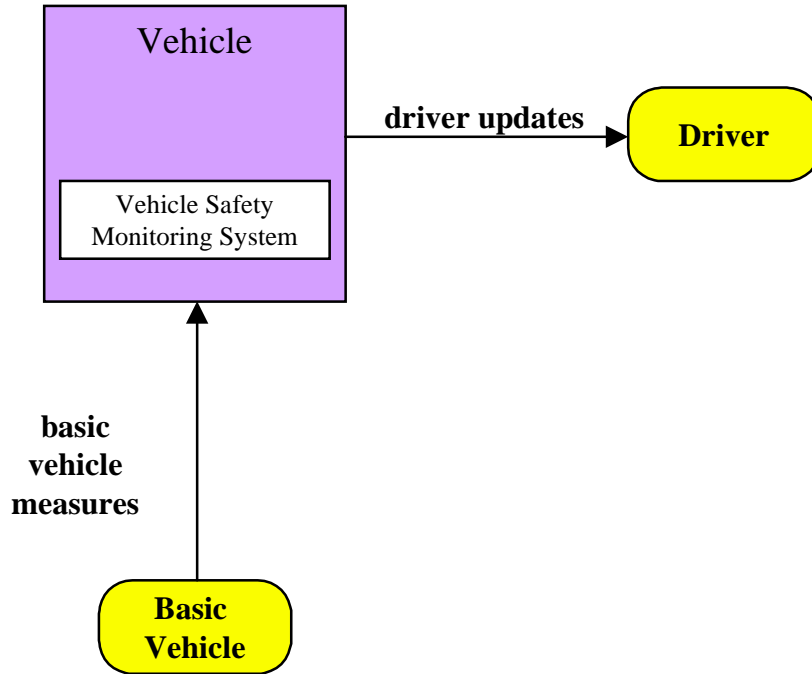 Vehicle
driver updates
Driver
Vehicle Safety
Monitoring System
basic
vehicle
measures
Basic
Vehicle